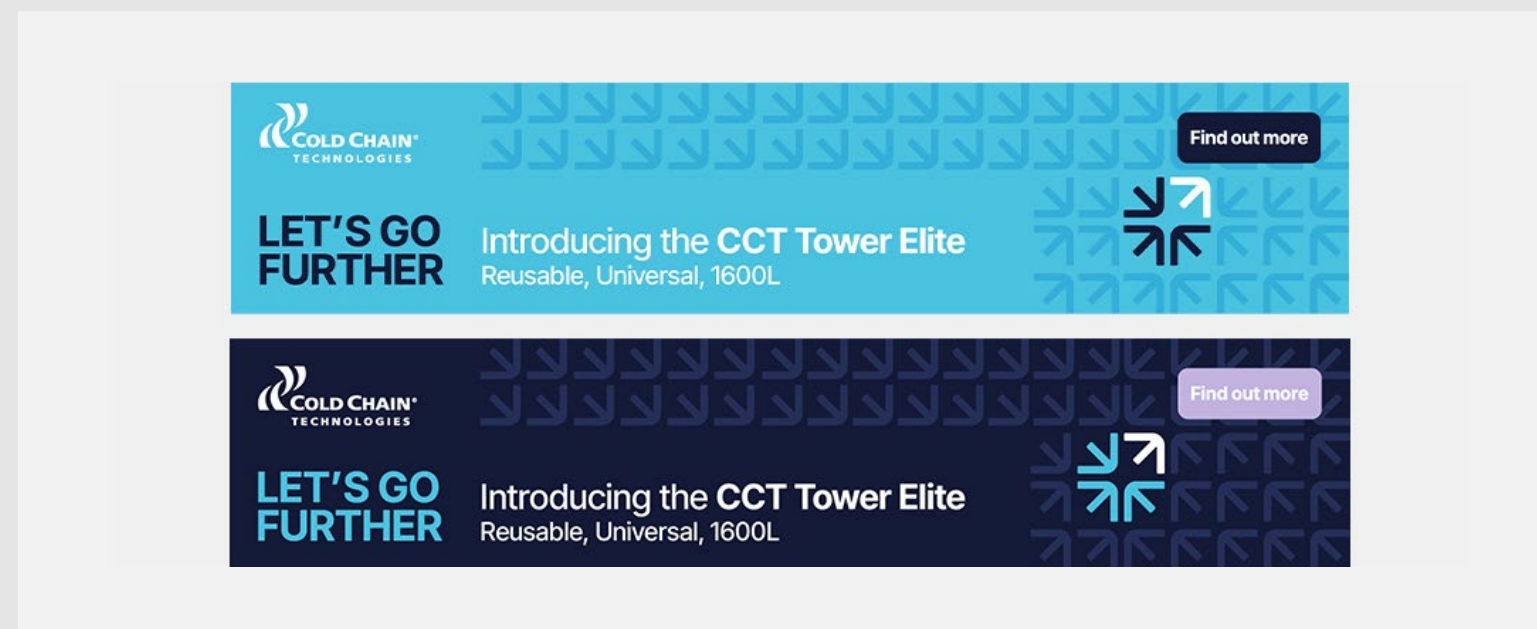 COLD CHAIN®
TECHNOLOGIES
Find out more
LET'S GO
FURTHER
Introducing the CCT Tower Elite
Reusable, Universal, 1600L
COLD CHAIN®
TECHNOLOGIES
Find out more
LET'S GO
FURTHER
Introducing the CCT Tower Elite
Reusable, Universal, 1600L